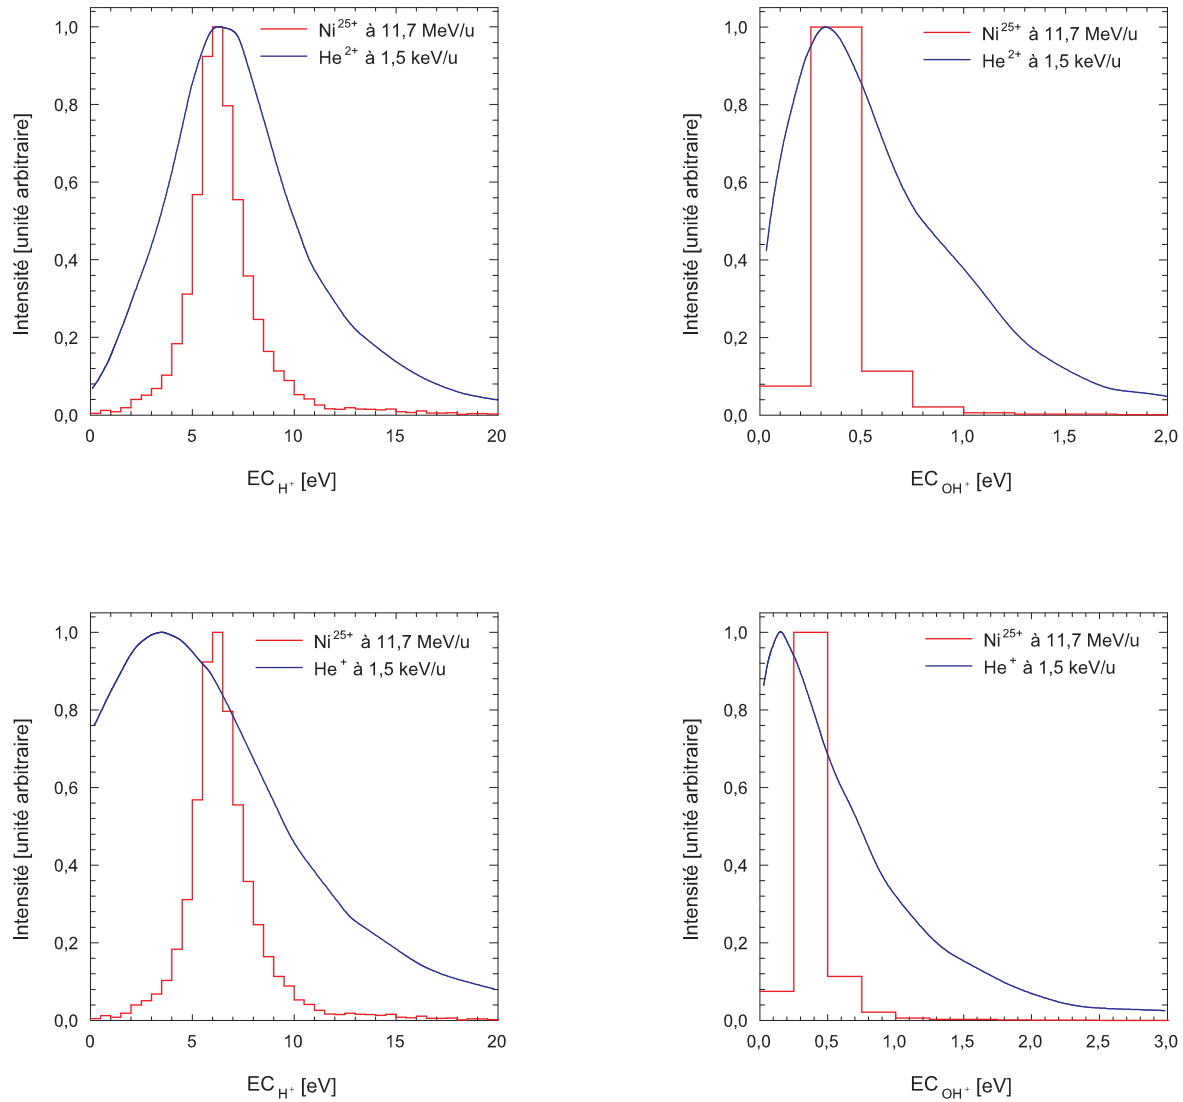 Ni25+ à 11,7 MeV/u
He2+ à 1,5 keV/u
Intensité [unité arbitraire]
1,0
0,8
0,6
0,4
0,2
0,0
0 5 10 15 20
EC H+ [eV]
Ni25+ à 11,7 MeV/u
He2+ à 1,5 keV/u
Intensité [unité arbitraire]
1,0
0,8
0,6
0,4
0,2
0,0
0,0 0,5 1,0 1,5 2,0
EC OH+ [eV]
Ni25+ à 11,7 MeV/u
He+ à 1,5 keV/u
Intensité [unité arbitraire]
1,0
0,8
0,6
0,4
0,2
0,0
0 5 10 15 20
EC H+ [eV]
Ni25+ à 11,7 MeV/u
He+ à 1,5 keV/u
Intensité [unité arbitraire]
1,0
0,8
0,6
0,4
0,2
0,0
0,0 0,5 1,0 1,5 2,0 2,5 3,0
EC OH+ [eV]